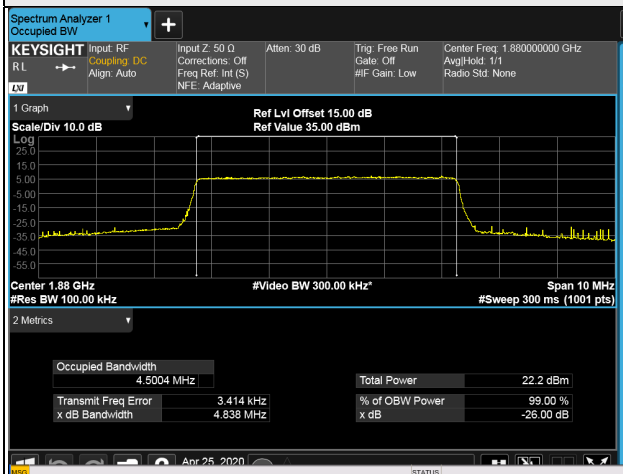 Spectrum Analyzer 1
Occupied BW
+
KEYSIGHT Input: RF Input Z: 50 Ω Atten: 30 dB Trig: Free Run Center Freq: 1.880000000 GHz
RL Coupling: DC Corrections: Off Gate: Off Avg|Hold: 1/1
Align: Auto Freq Ref: Int (S) #IF Gain: Low Radio Std: None
LXI NFE: Adaptive
1 Graph
Ref Lvl Offset 15.00 dB
Scale/Div 10.0 dB Ref Value 35.00 dBm
Log
25.0
15.0
5.00
-5.00
-15.0
-25.0
-35.0
-45.0
-55.0
Center 1.88 GHz #Video BW 300.00 kHz* Span 10 MHz
#Res BW 100.00 kHz #Sweep 300 ms (1001 pts)
2 Metrics
Occupied Bandwidth
4.5004 MHz Total Power 22.2 dBm
Transmit Freq Error 3.414 kHz % of OBW Power 99.00 %
x dB Bandwidth 4.838 MHz x dB -26.00 dB
Apr 25, 2020
MSG STATUS